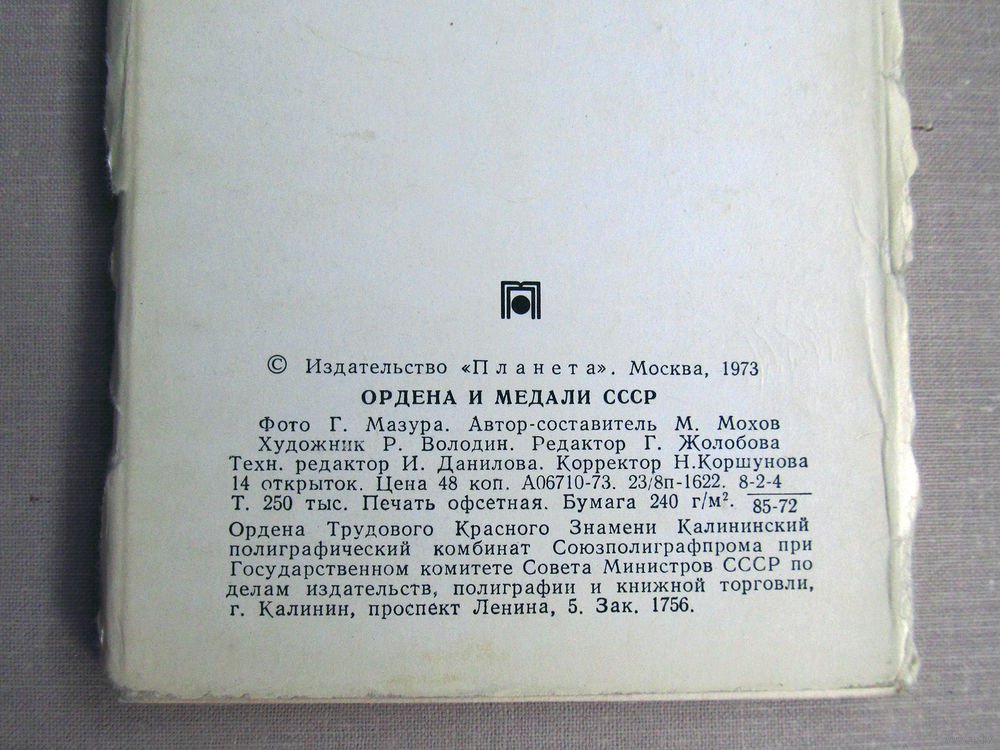 © Издательство «Планета». Москва, 1973
ОРДЕНА И МЕДАЛИ СССР
Фото Г. Мазура. Автор-составитель М. Мохов
Художник Р. Володин. Редактор Г. Жолобова
Техн. редактор И. Данилова. Корректор Н.Коршунова
14 открыток. Цена 48 коп. А06710-73. 23/8п-1622. 8-2-4
Т. 250 тыс. Печать офсетная. Бумага 240 г/м². 85-72
Ордена Трудового Красного Знамени Калининский
полиграфический комбинат Союзполиграфпрома при
Государственном комитете Совета Министров СССР по
делам издательств, полиграфии и книжной торговли,
г. Калинин, проспект Ленина, 5. Зак. 1756.